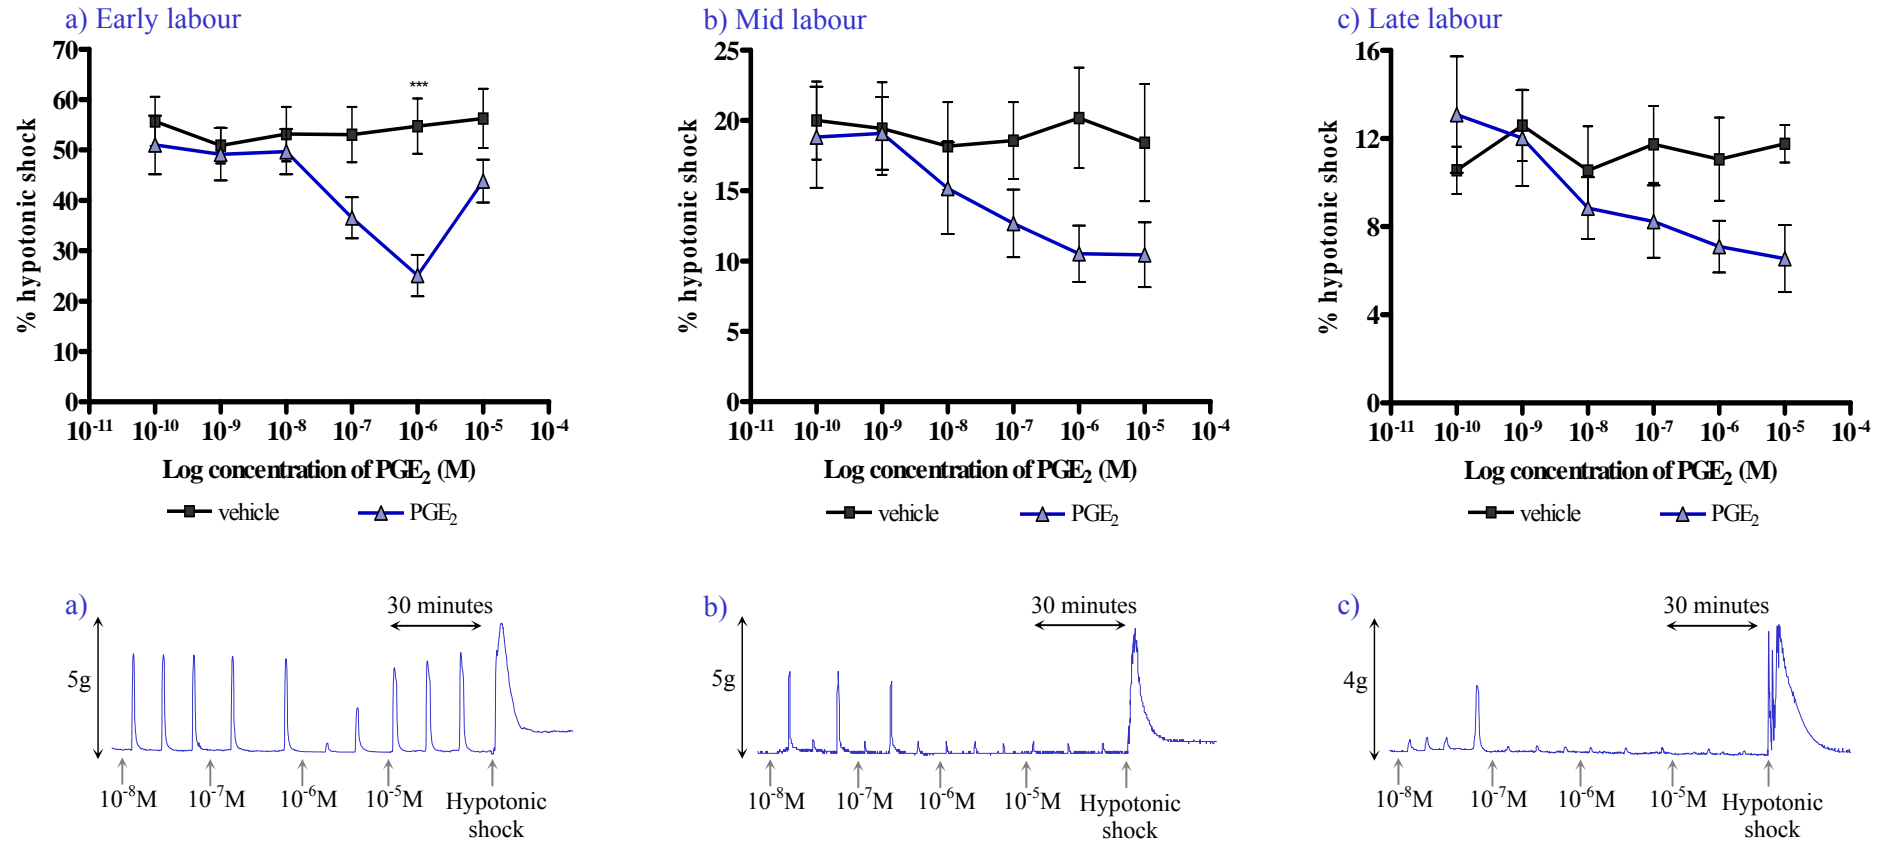 a) Early labour
70
60
50
40
30
20
10
0
% hypotonic shock
***
10-11 10-10 10-9 10-8 10-7 10-6 10-5 10-4
Log concentration of PGE2 (M)
vehicle PGE2
b) Mid labour
25
20
15
10
5
0
% hypotonic shock
10-11 10-10 10-9 10-8 10-7 10-6 10-5 10-4
Log concentration of PGE2 (M)
vehicle PGE2
c) Late labour
16
12
8
4
0
% hypotonic shock
10-11 10-10 10-9 10-8 10-7 10-6 10-5 10-4
Log concentration of PGE2 (M)
vehicle PGE2
a)
30 minutes
5g
10-8M 10-7M 10-6M 10-5M Hypotonic
shock
b)
30 minutes
5g
10-8M 10-7M 10-6M 10-5M Hypotonic
shock
c)
30 minutes
4g
10-8M 10-7M 10-6M 10-5M Hypotonic
shock